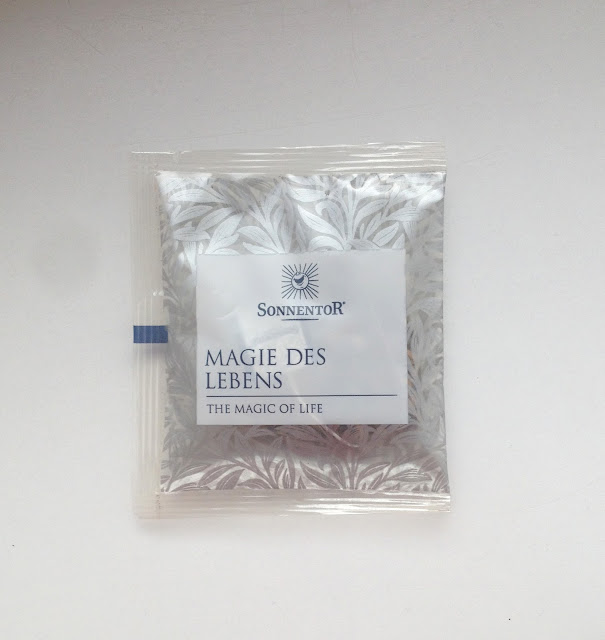 SONNENTOR®
MAGIE DES
LEBENS
THE MAGIC OF LIFE